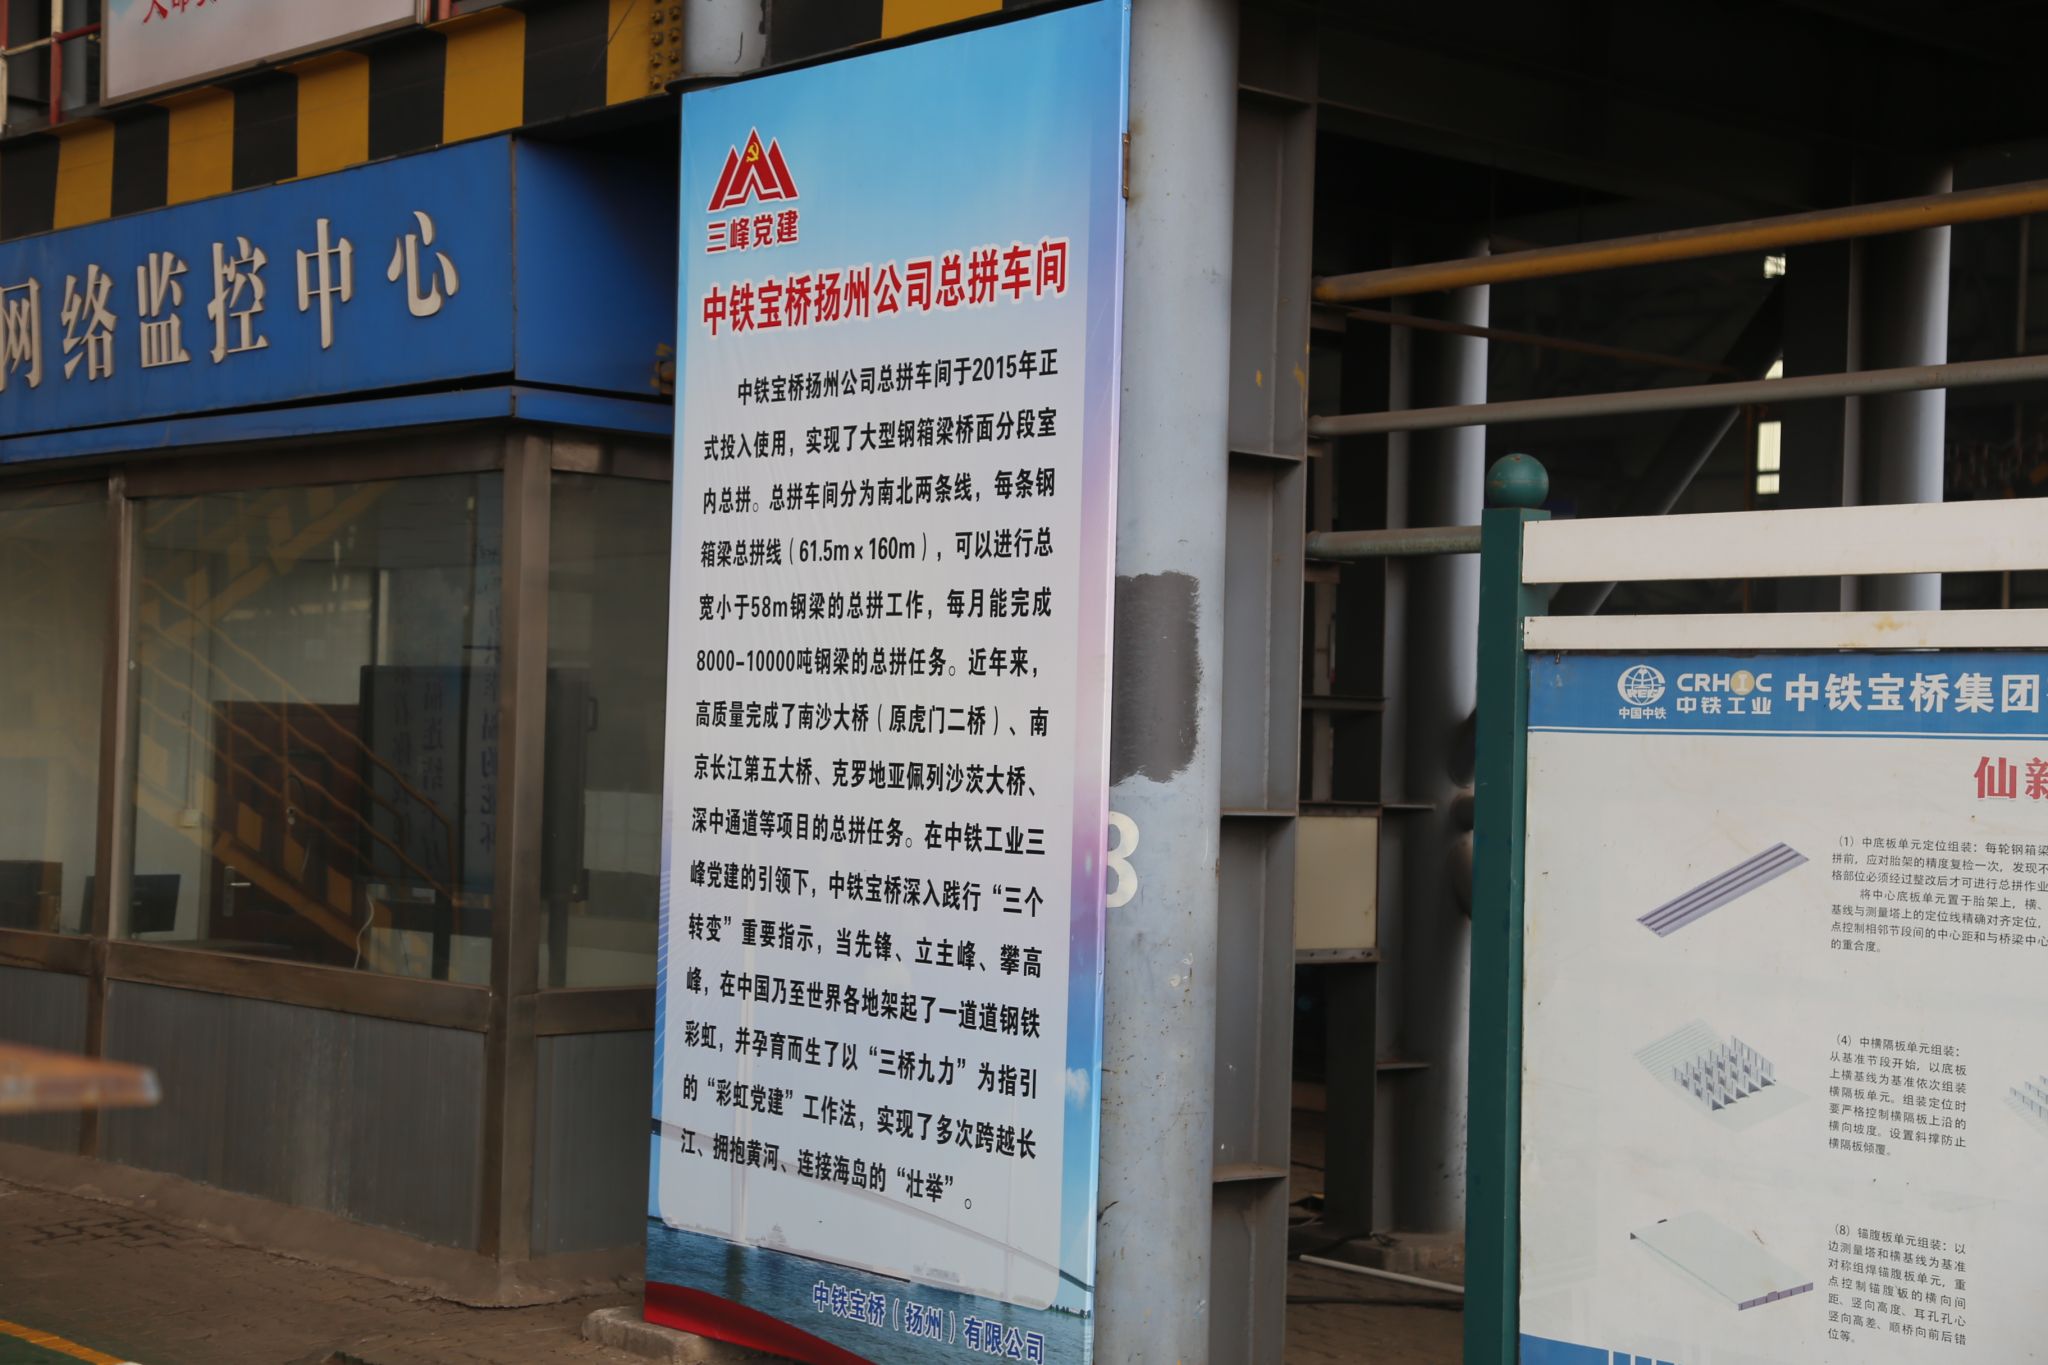 网络监控中心
三峰党建
中铁宝桥扬州公司总拼车间
中铁宝桥扬州公司总拼车间于2015年正
式投入使用，实现了大型钢箱梁桥面分段室
内总拼。总拼车间分为南北两条线，每条钢
箱梁总拼线（61.5m×160m），可以进行总
宽小于58m钢梁的总拼工作，每月能完成
8000-10000吨钢梁的总拼任务。近年来，
高质量完成了南沙大桥（原虎门二桥）、南
京长江第五大桥、克罗地亚佩列沙茨大桥、
深中通道等项目的总拼任务。在中铁工业三
峰党建的引领下，中铁宝桥深入践行“三个
转变”重要指示，当先锋、立主峰、攀高
峰，在中国乃至世界各地架起了一道道钢铁
彩虹，并孕育而生了以“三桥九力”为指引
的“彩虹党建”工作法，实现了多次跨越长
江、拥抱黄河、连接海岛的“壮举”。
中铁宝桥（扬州）有限公司
8
中国中铁
CRHIC
中铁工业
中铁宝桥集团
仙新
（1）中底板单元定位组装：每轮钢箱梁
拼前，应对胎架的精度复检一次，发现不
格部位必须经过整改后才可进行总拼作业
将中心底板单元置于胎架上，横、
基线与测量塔上的定位线精确对齐定位，
点控制相邻节段间的中心距和与桥梁中心
的重合度。
（4）中横隔板单元组装：
从基准节段开始，以底板
上横基线为基准依次组装
横隔板单元。组装定位时
要严格控制横隔板上沿的
横向坡度。设置斜撑防止
横隔板倾覆。
（8）锚腹板单元组装：以
边测量塔和横基线为基准
对称组焊锚腹板单元，重
点控制锚腹板的横向间
距、竖向高度、耳孔孔心
竖向高差、顺桥向前后错
位等。